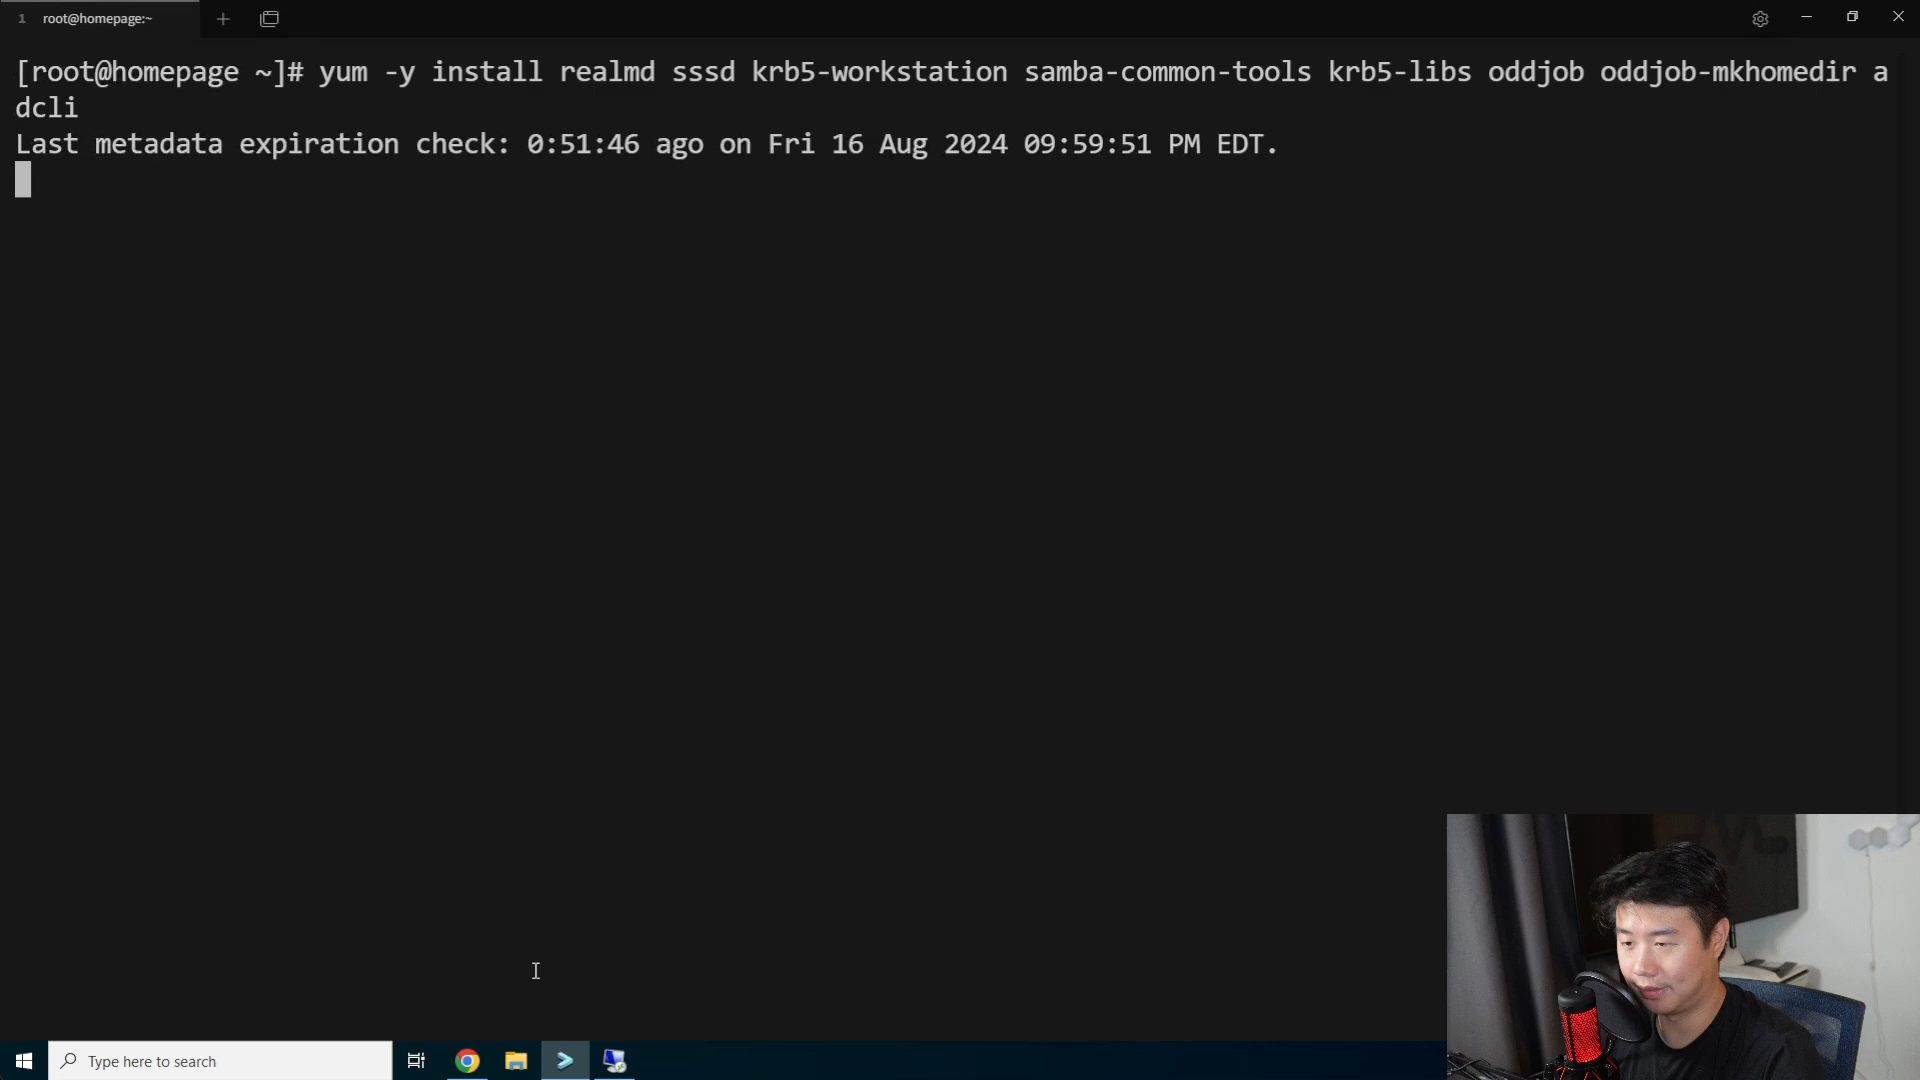 1 root@homepage:~
[root@homepage ~]# yum -y install realmd sssd krb5-workstation samba-common-tools krb5-libs oddjob oddjob-mkhomedir a
dcli
Last metadata expiration check: 0:51:46 ago on Fri 16 Aug 2024 09:59:51 PM EDT.
Type here to search